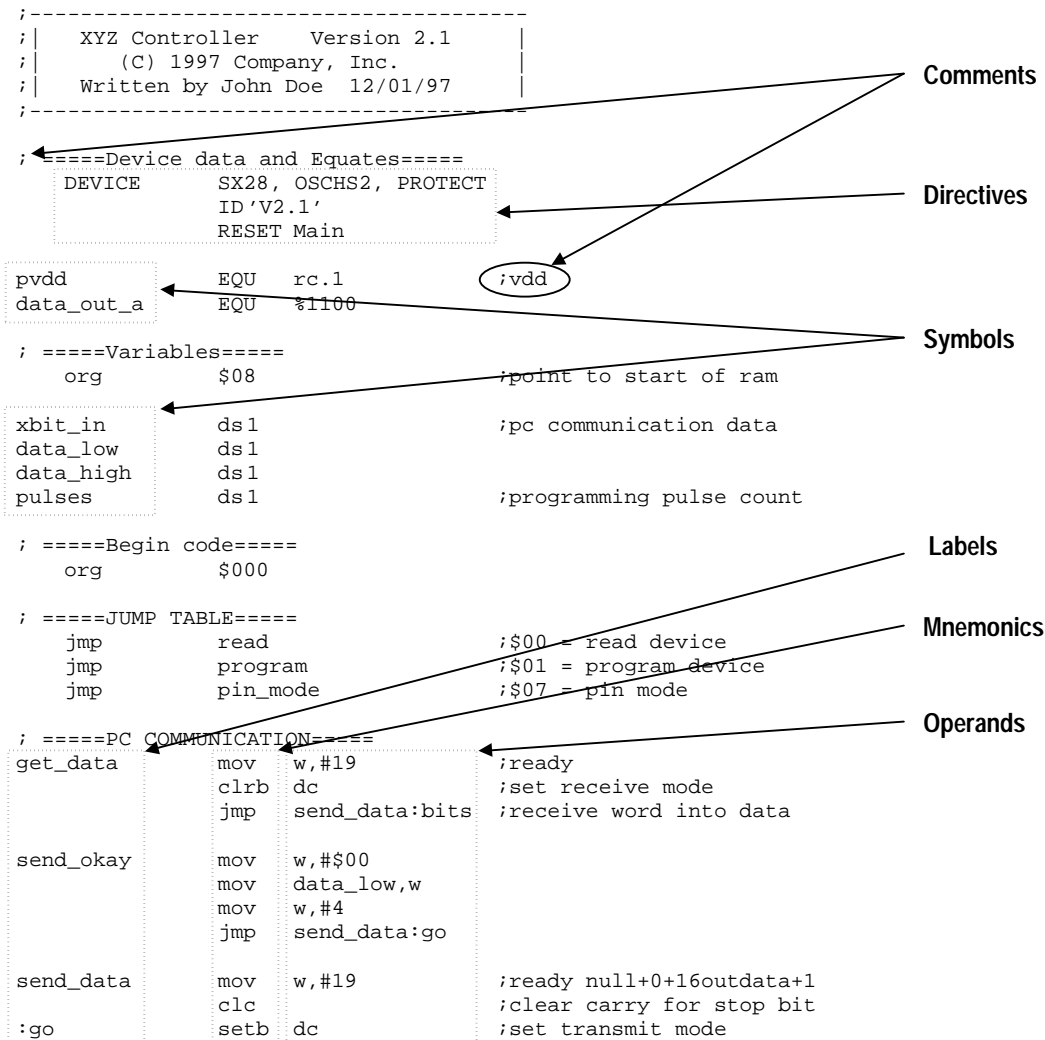 ;-------------------------------------
;|   XYZ Controller    Version 2.1     |
;|      (C) 1997 Company, Inc.         |
;|   Written by John Doe  12/01/97     |
;-------------------------------------
Comments
; =====Device data and Equates=====
DEVICE SX28, OSCHS2, PROTECT
Directives
ID 'V2.1'
RESET Main
pvdd EQU rc.1 ;vdd
data_out_a EQU %1100
Symbols
; =====Variables=====
org $08 ;point to start of ram
xbit_in ds1 ;pc communication data
data_low ds1
data_high ds1
pulses ds1 ;programming pulse count
Labels
; =====Begin code=====
org $000
; =====JUMP TABLE=====
Mnemonics
jmp read ;$00 = read device
jmp program ;$01 = program device
jmp pin_mode ;$07 = pin mode
Operands
; =====PC COMMUNICATION=====
get_data mov w,#19 ;ready
clrb dc ;set receive mode
jmp send_data:bits ;receive word into data
send_okay mov w,#$00
mov data_low,w
mov w,#4
jmp send_data:go
send_data mov w,#19 ;ready null+0+16outdata+1
clc ;clear carry for stop bit
:go setb dc ;set transmit mode